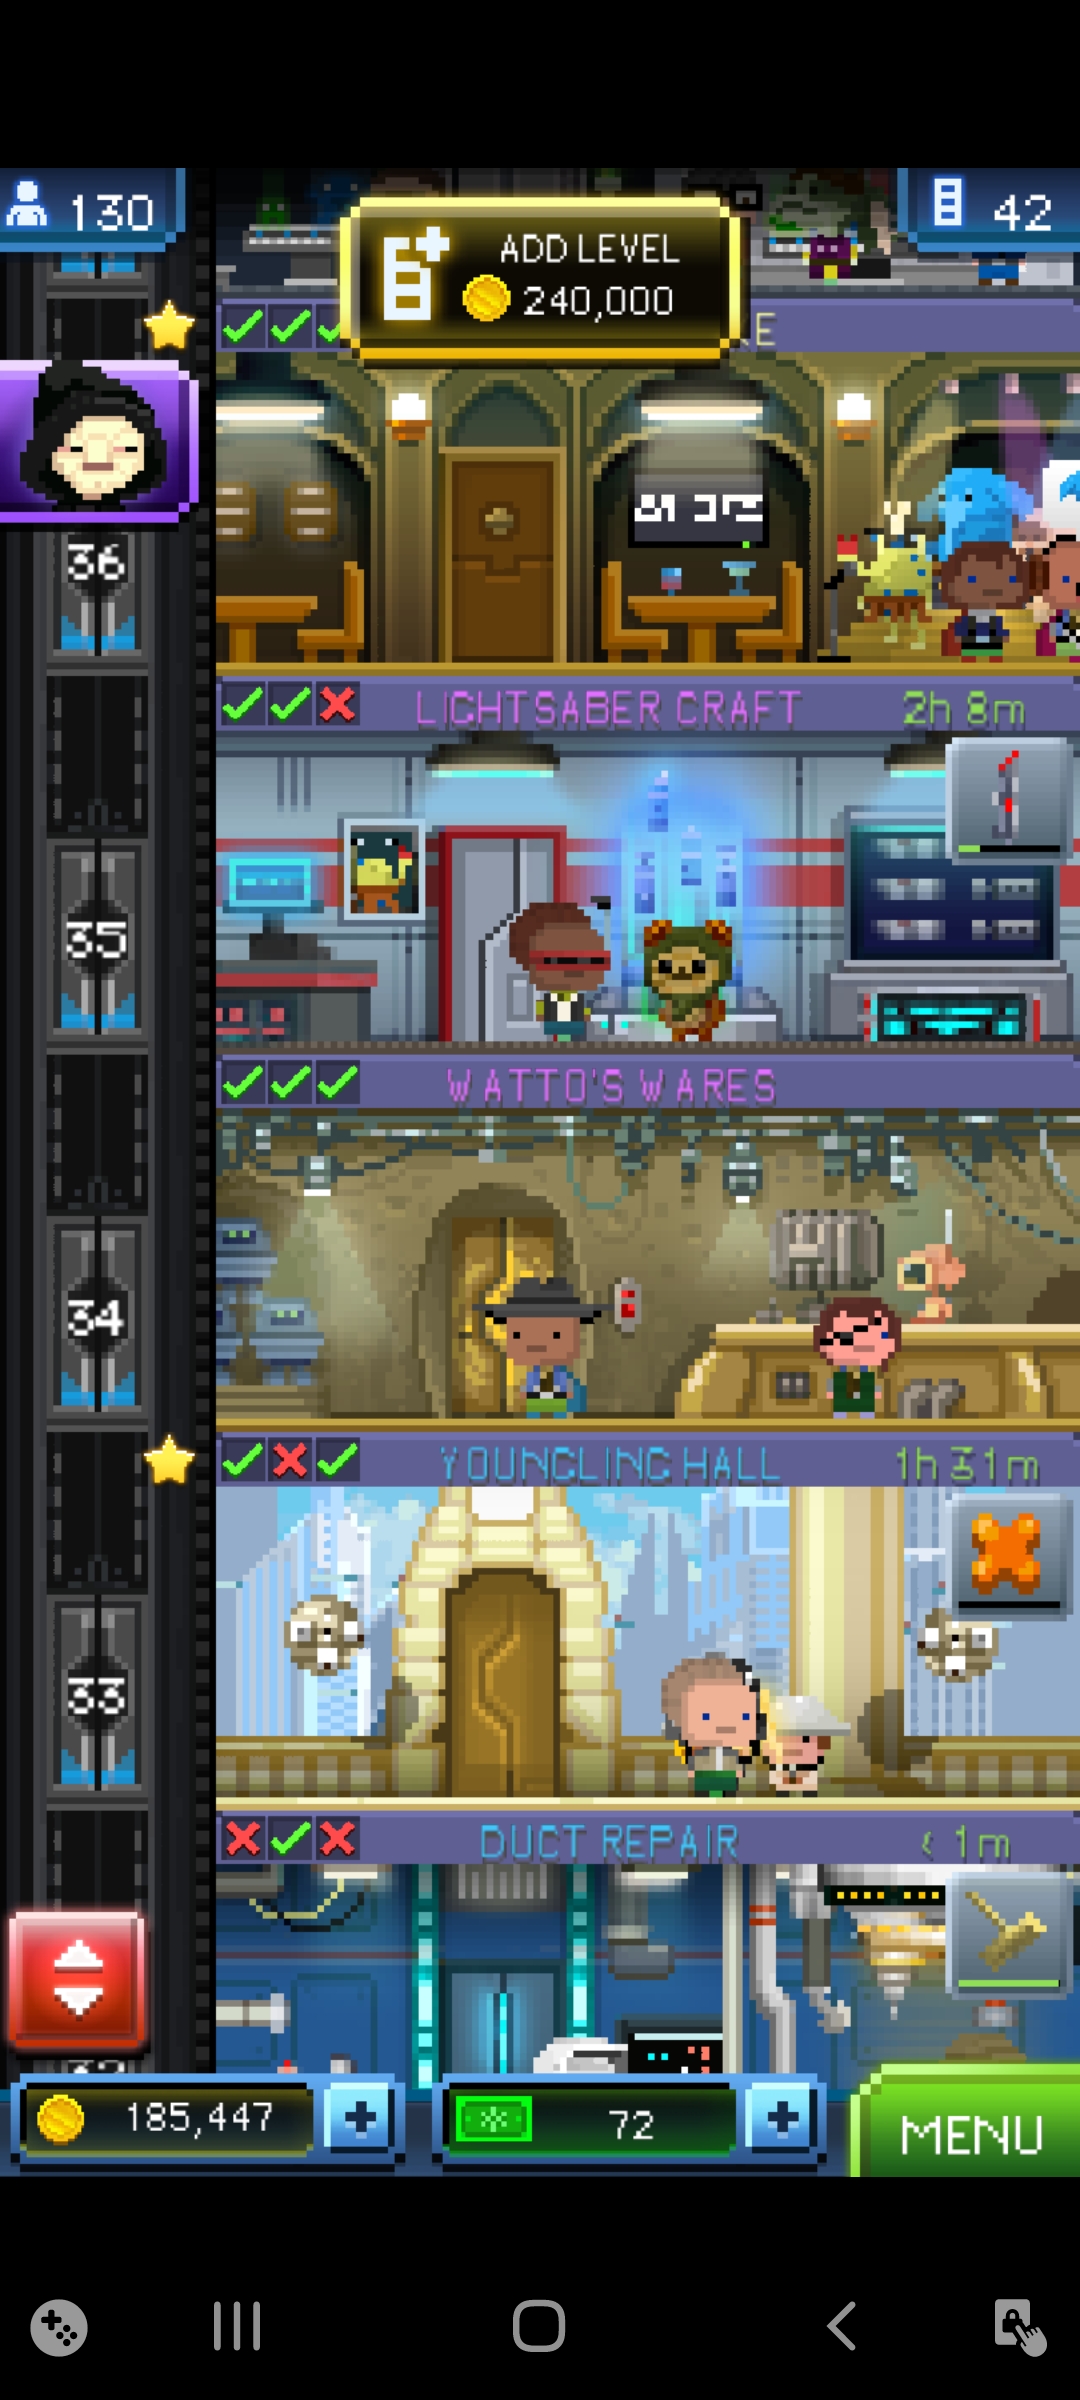 130
42
ADD LEVEL
240,000
36
LIGHTSABER CRAFT 2h 8m
35
WATTO'S WARES
34
YOUNGLING HALL 1h 31m
33
DUCT REPAIR < 1m
185,447
72
MENU